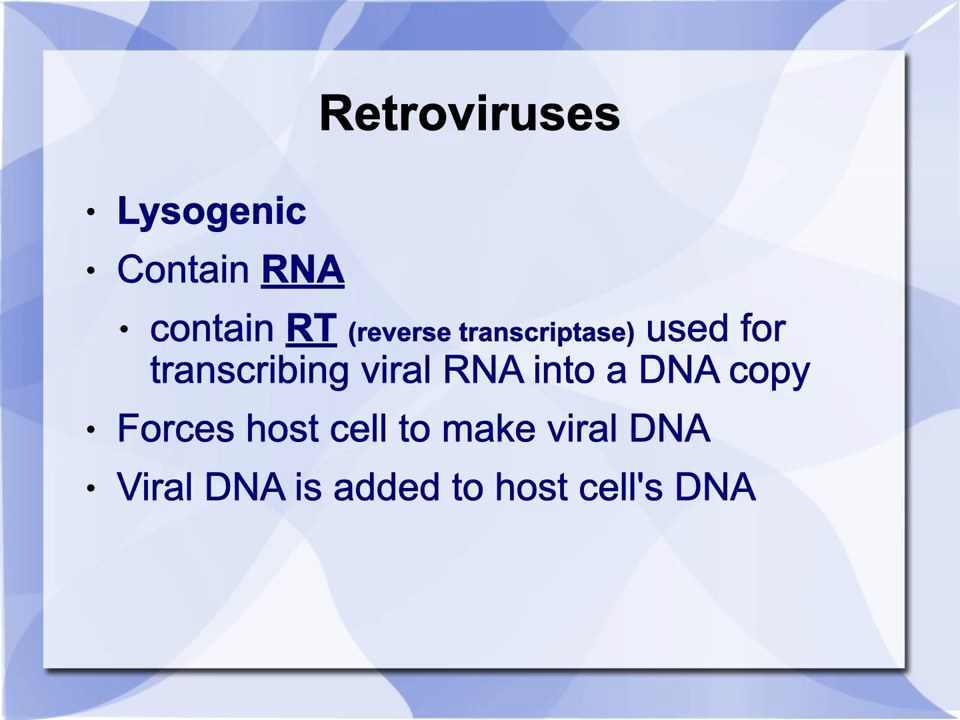 Retroviruses
• Lysogenic
• Contain RNA
• contain RT (reverse transcriptase) used for
transcribing viral RNA into a DNA copy
• Forces host cell to make viral DNA
• Viral DNA is added to host cell's DNA